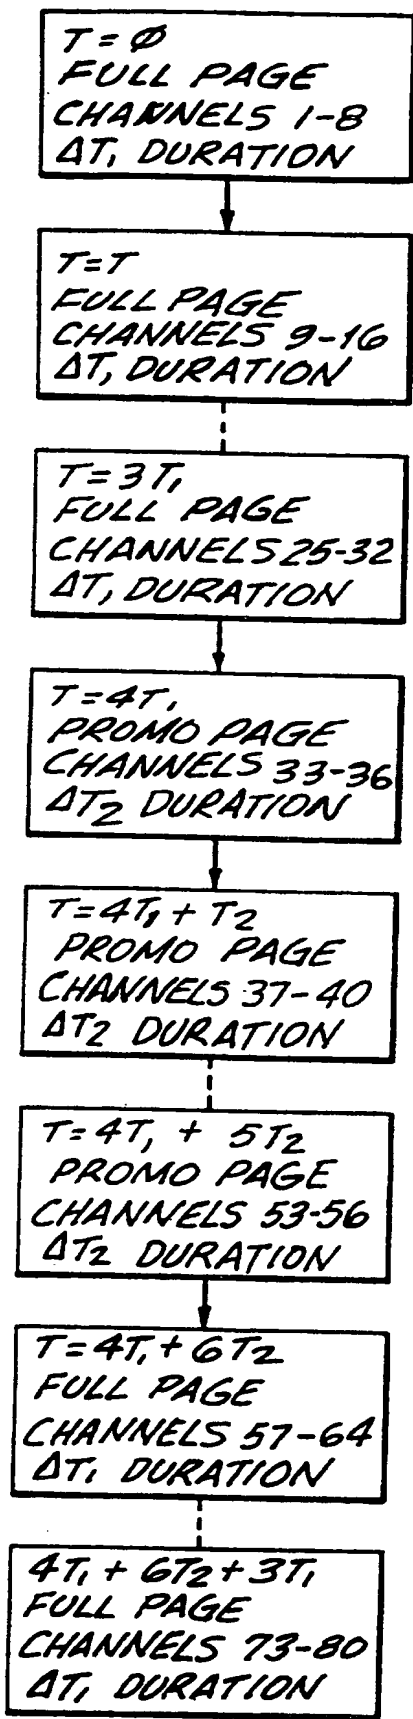 T=Ø
FULL PAGE
CHANNELS 1-8
ΔT, DURATION
T=T
FULL PAGE
CHANNELS 9-16
ΔT, DURATION
T=3T,
FULL PAGE
CHANNELS 25-32
ΔT, DURATION
T=4T,
PROMO PAGE
CHANNELS 33-36
ΔT2 DURATION
T=4T1 + T2
PROMO PAGE
CHANNELS 37-40
ΔT2 DURATION
T=4T, + 5T2
PROMO PAGE
CHANNELS 53-56
ΔT2 DURATION
T=4T, + 6T2
FULL PAGE
CHANNELS 57-64
ΔT, DURATION
4T, + 6T2 + 3T,
FULL PAGE
CHANNELS 73-80
ΔT, DURATION